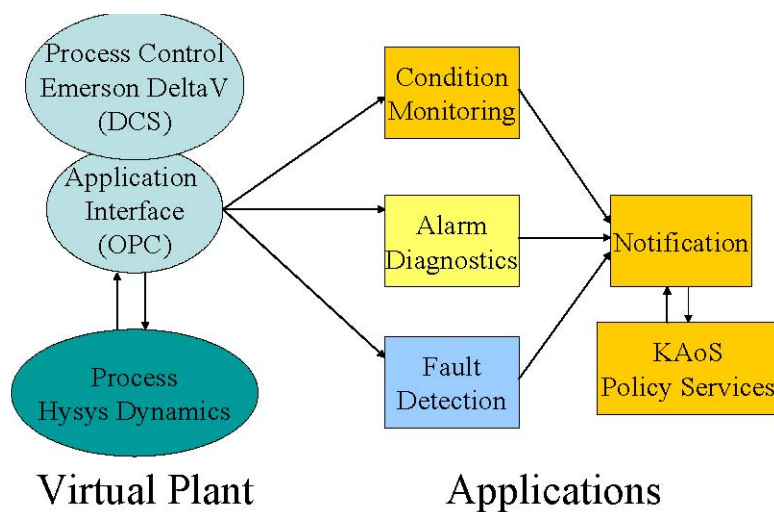 Process Control
Emerson DeltaV
(DCS)
Application
Interface
(OPC)
Process
Hysys Dynamics
Virtual Plant
Condition
Monitoring
Alarm
Diagnostics
Fault
Detection
Notification
KAoS
Policy Services
Applications